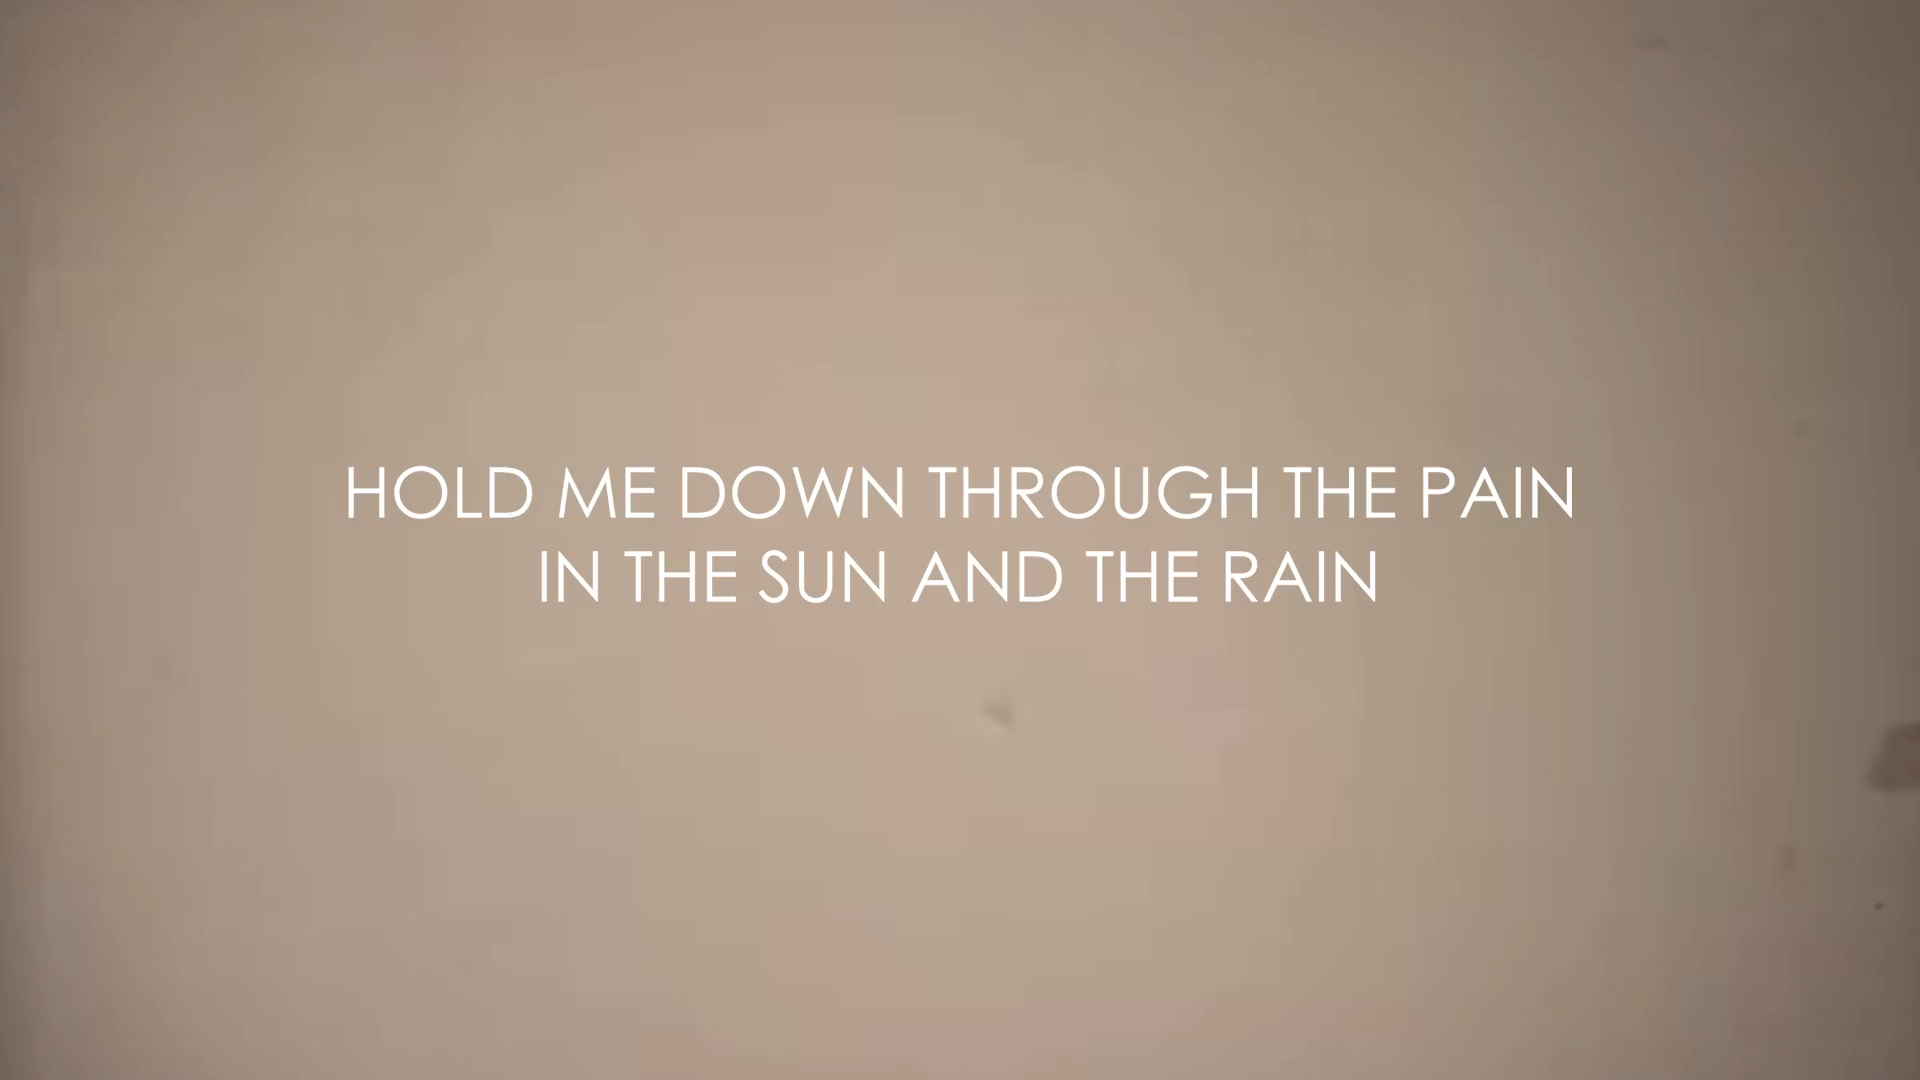 HOLD ME DOWN THROUGH THE PAIN
IN THE SUN AND THE RAIN